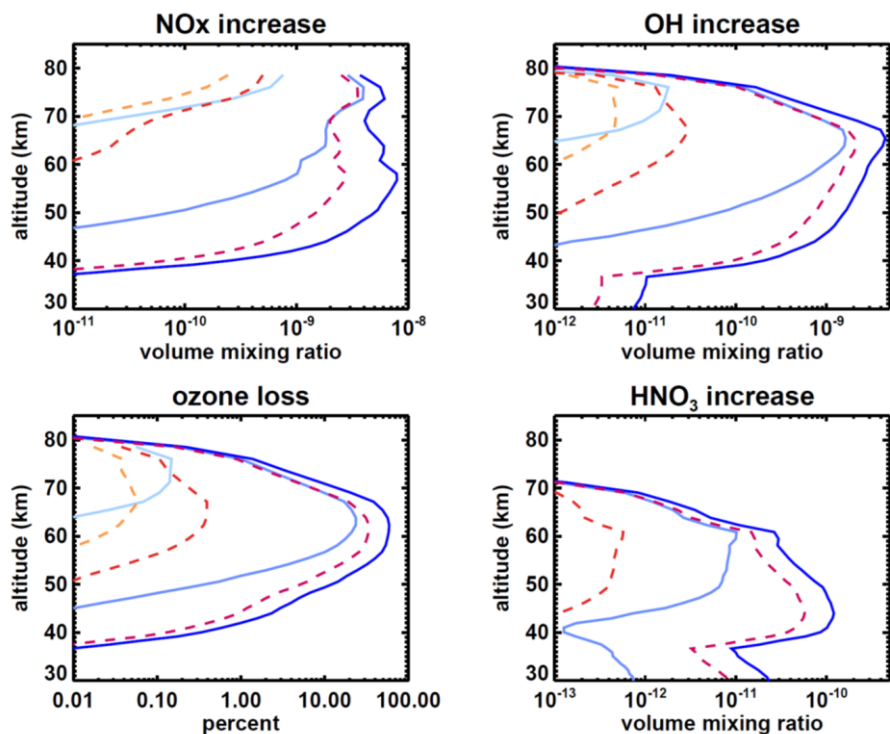 NOx increase
altitude (km)
80
70
60
50
40
30
10⁻¹¹ 10⁻¹⁰ 10⁻⁹ 10⁻⁸
volume mixing ratio
OH increase
altitude (km)
80
70
60
50
40
30
10⁻¹² 10⁻¹¹ 10⁻¹⁰ 10⁻⁹
volume mixing ratio
ozone loss
altitude (km)
80
70
60
50
40
30
0.01 0.10 1.00 10.00 100.00
percent
HNO₃ increase
altitude (km)
80
70
60
50
40
30
10⁻¹³ 10⁻¹² 10⁻¹¹ 10⁻¹⁰
volume mixing ratio